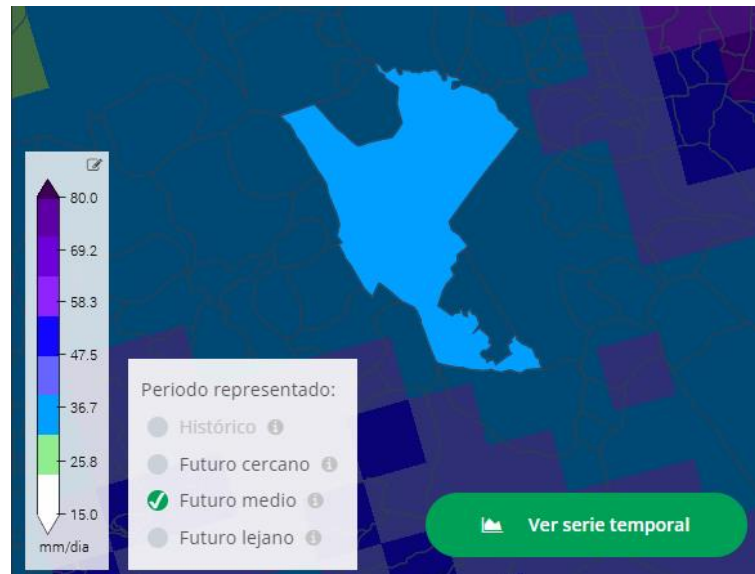 80.0
69.2
58.3
47.5
36.7
25.8
15.0
mm/dia
Periodo representado:
Histórico
Futuro cercano
Futuro medio
Futuro lejano
Ver serie temporal